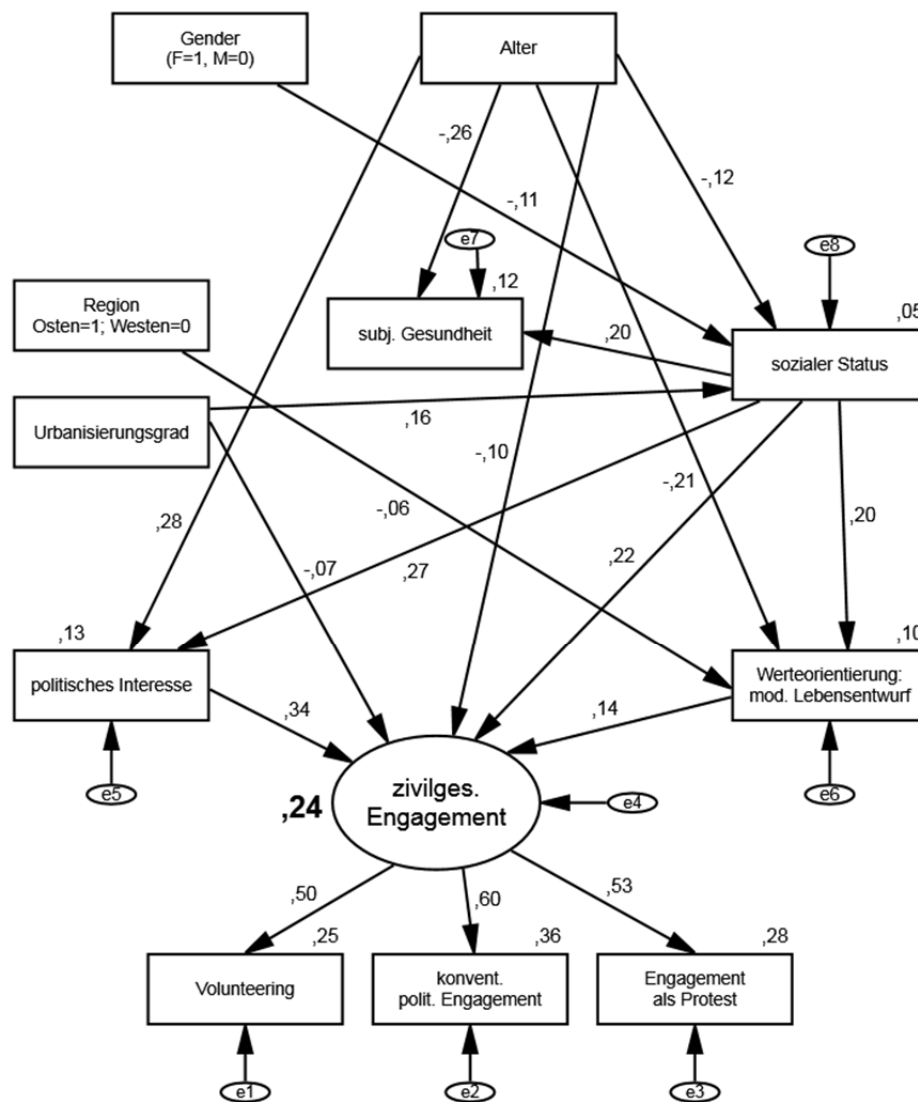 Gender
(F=1, M=0)
Alter
-,26
-,12
-,11
e7
e8
,12
Region
Osten=1; Westen=0
subj. Gesundheit
,05
,20
sozialer Status
Urbanisierungsgrad
,16
-,10
-,21
-,06
,28
,20
-,07
,27
,22
,13
,10
politisches Interesse
Werteorientierung:
mod. Lebensentwurf
,34
,14
e5
zivilges.
Engagement
,24
e4
e6
,50
,60
,53
,25
,36
,28
Volunteering
konvent.
polit. Engagement
Engagement
als Protest
e1
e2
e3